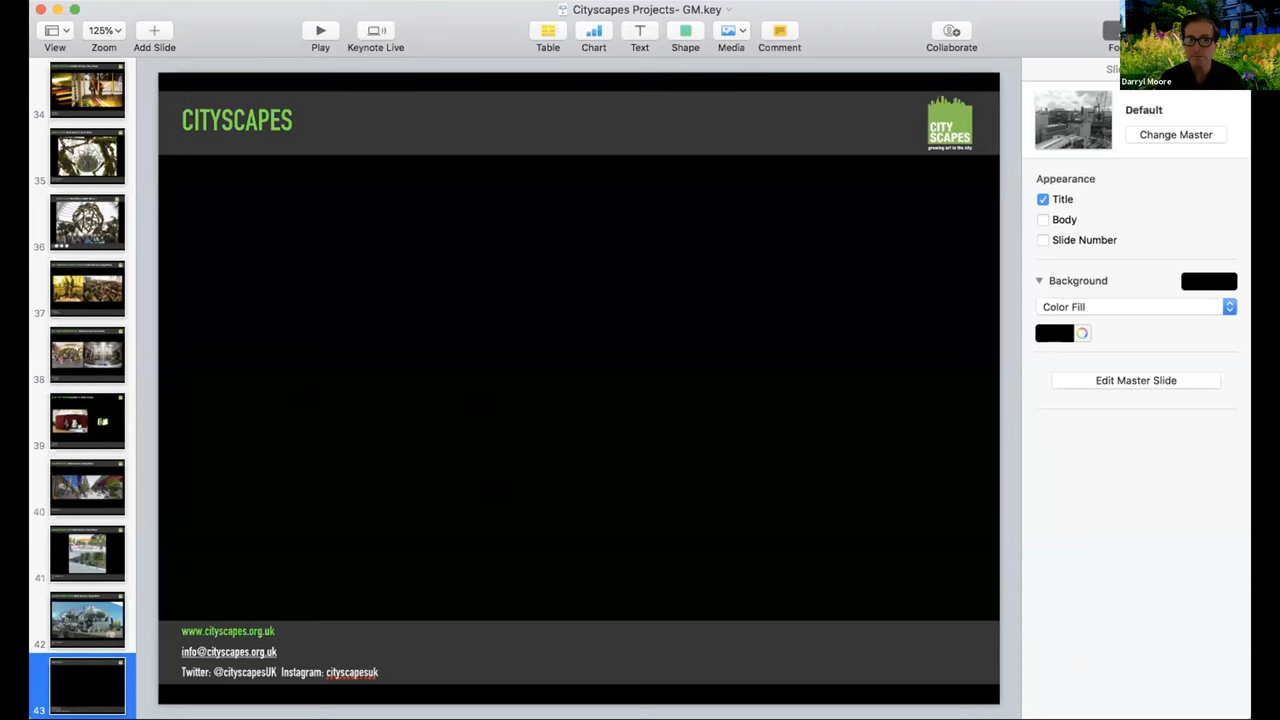 Cityscapes Projects- GM.key
View
125%
Zoom
Add Slide
Play
Keynote Live
Table
Chart
Text
Shape
Media
Comment
Collaborate
Darryl Moore
Default
Change Master
Appearance
Title
Body
Slide Number
Background
Color Fill
Edit Master Slide
34
35
36
37
38
39
40
41
42
43
CITYSCAPES
CITY
SCAPES
growing art in the city
www.cityscapes.org.uk
info@cityscapes.org.uk
Twitter: @cityscapesUK Instagram: cityscapesuk